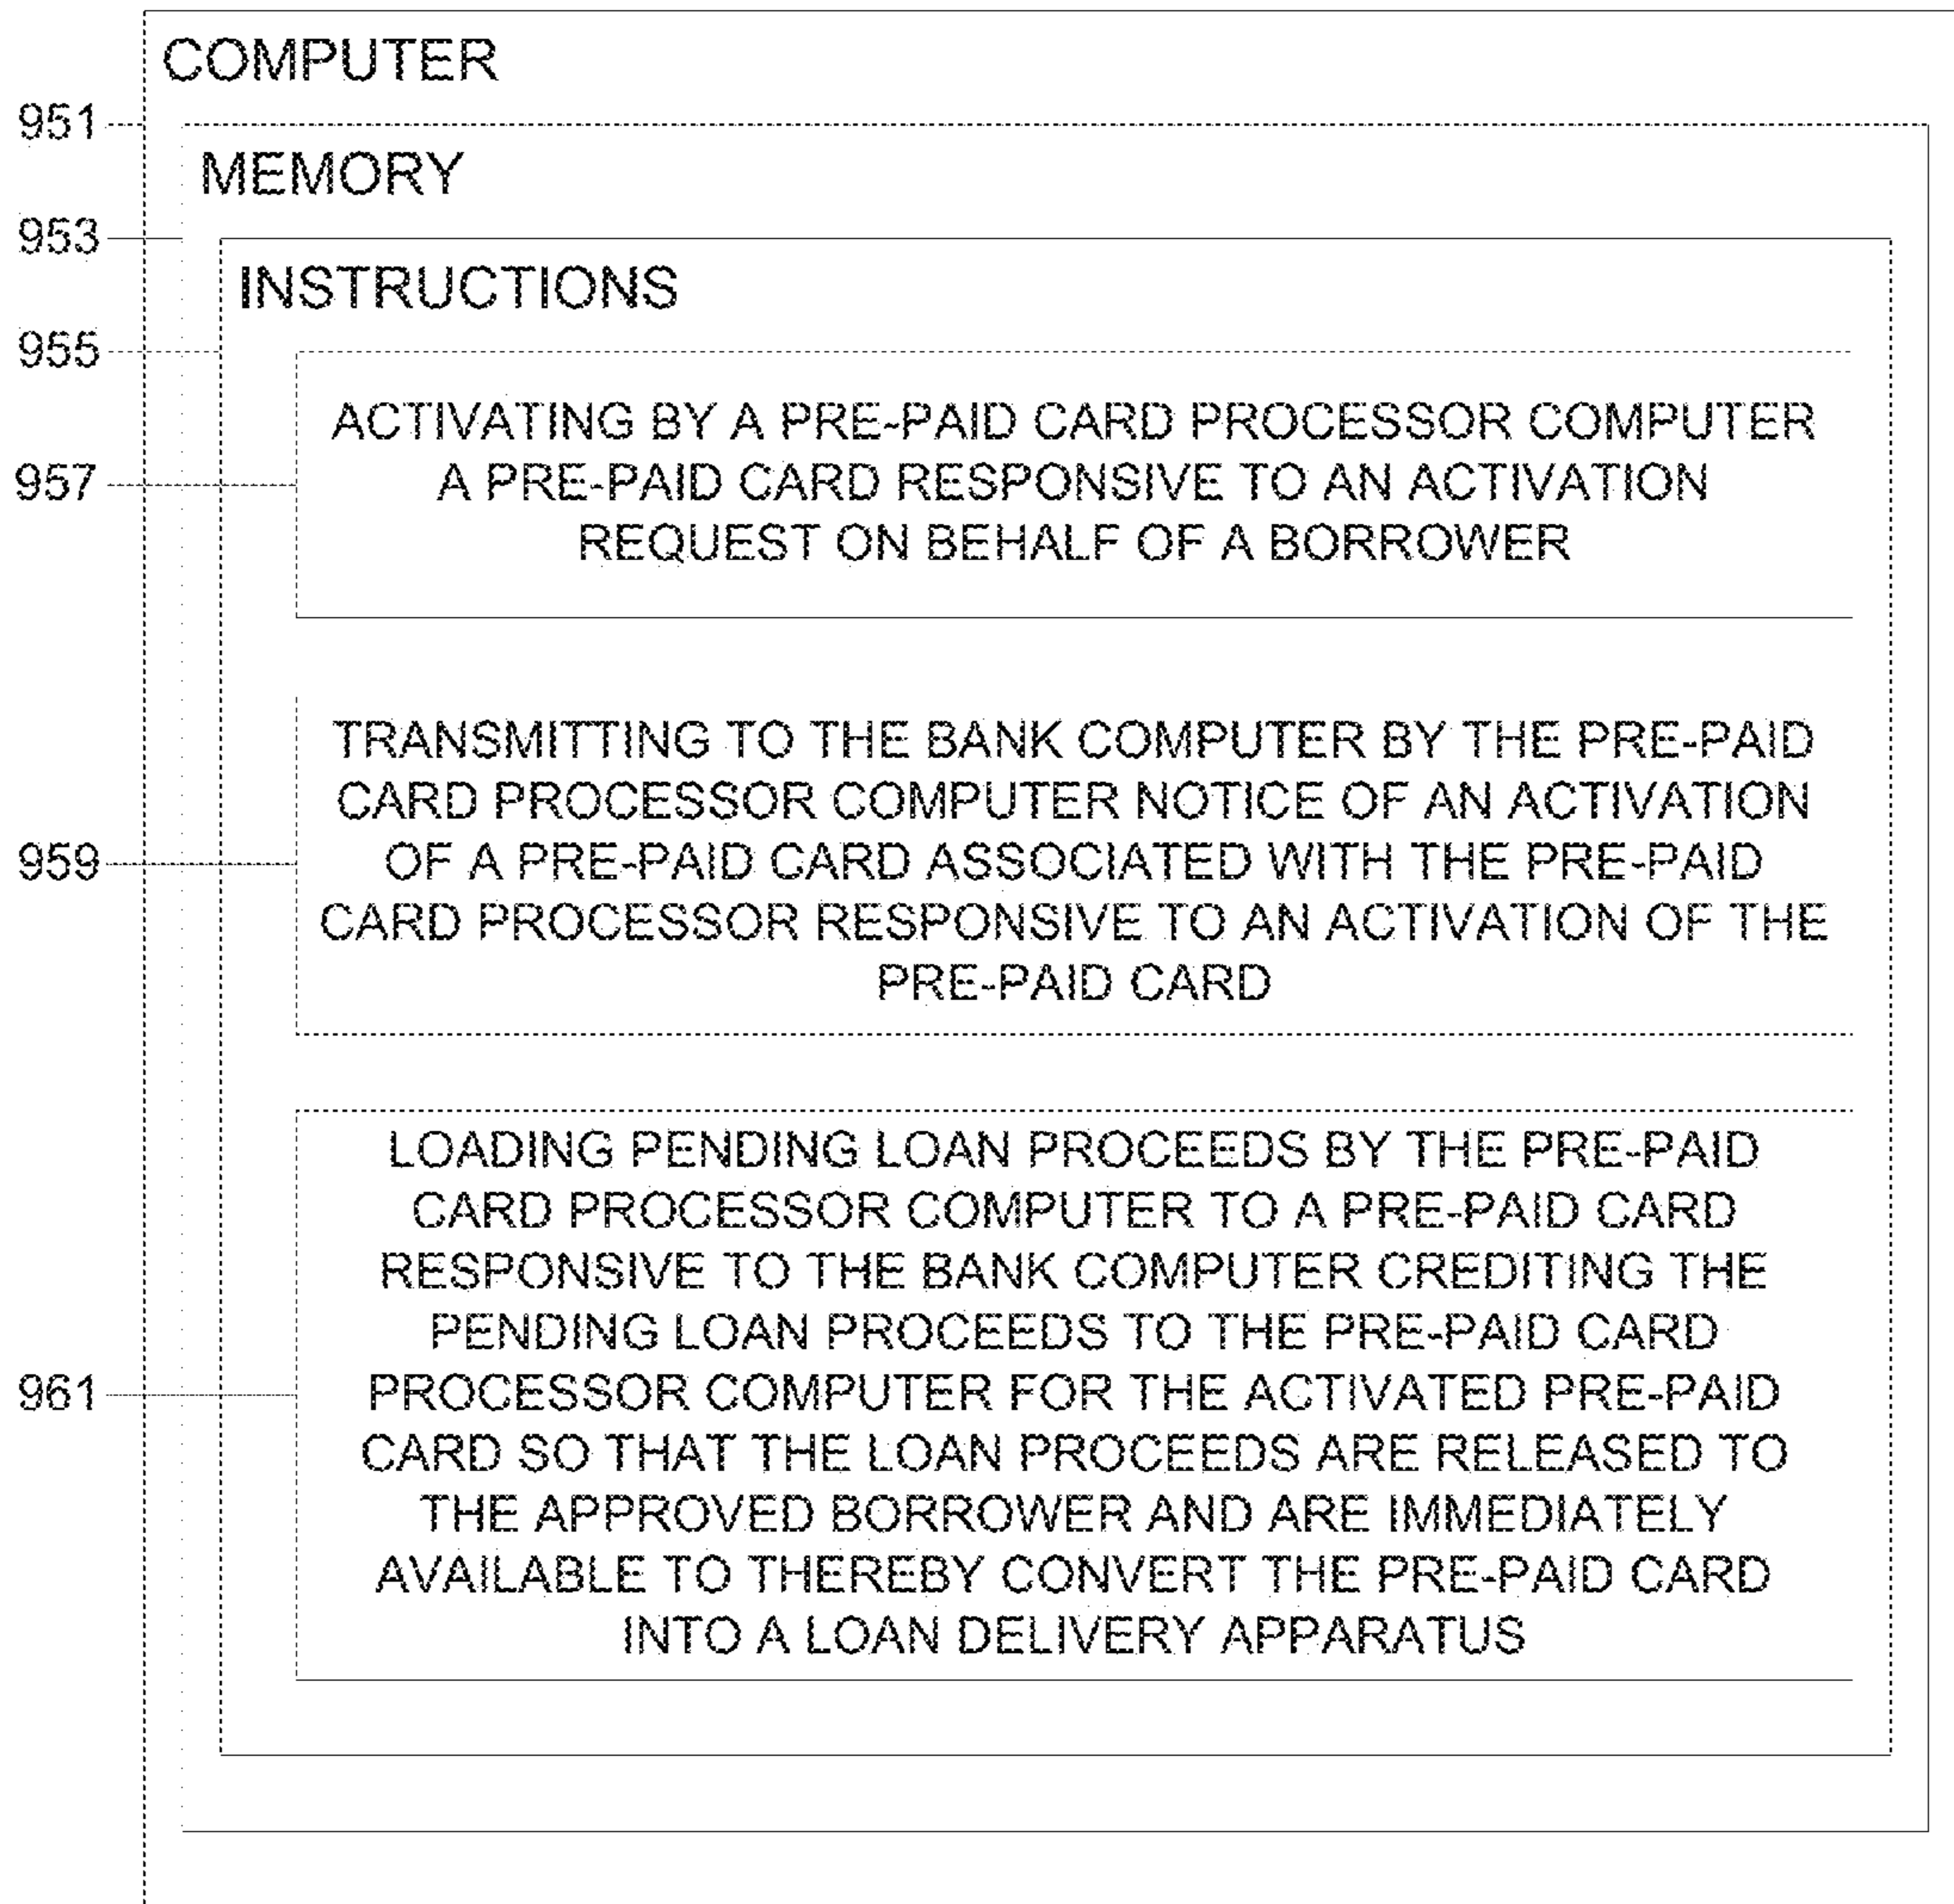 COMPUTER
951
MEMORY
953
INSTRUCTIONS
955
ACTIVATING BY A PRE-PAID CARD PROCESSOR COMPUTER
957
A PRE-PAID CARD RESPONSIVE TO AN ACTIVATION
REQUEST ON BEHALF OF A BORROWER
TRANSMITTING TO THE BANK COMPUTER BY THE PRE-PAID
CARD PROCESSOR COMPUTER NOTICE OF AN ACTIVATION
959
OF A PRE-PAID CARD ASSOCIATED WITH THE PRE-PAID
CARD PROCESSOR RESPONSIVE TO AN ACTIVATION OF THE
PRE-PAID CARD
LOADING PENDING LOAN PROCEEDS BY THE PRE-PAID
CARD PROCESSOR COMPUTER TO A PRE-PAID CARD
RESPONSIVE TO THE BANK COMPUTER CREDITING THE
PENDING LOAN PROCEEDS TO THE PRE-PAID CARD
961
PROCESSOR COMPUTER FOR THE ACTIVATED PRE-PAID
CARD SO THAT THE LOAN PROCEEDS ARE RELEASED TO
THE APPROVED BORROWER AND ARE IMMEDIATELY
AVAILABLE TO THEREBY CONVERT THE PRE-PAID CARD
INTO A LOAN DELIVERY APPARATUS